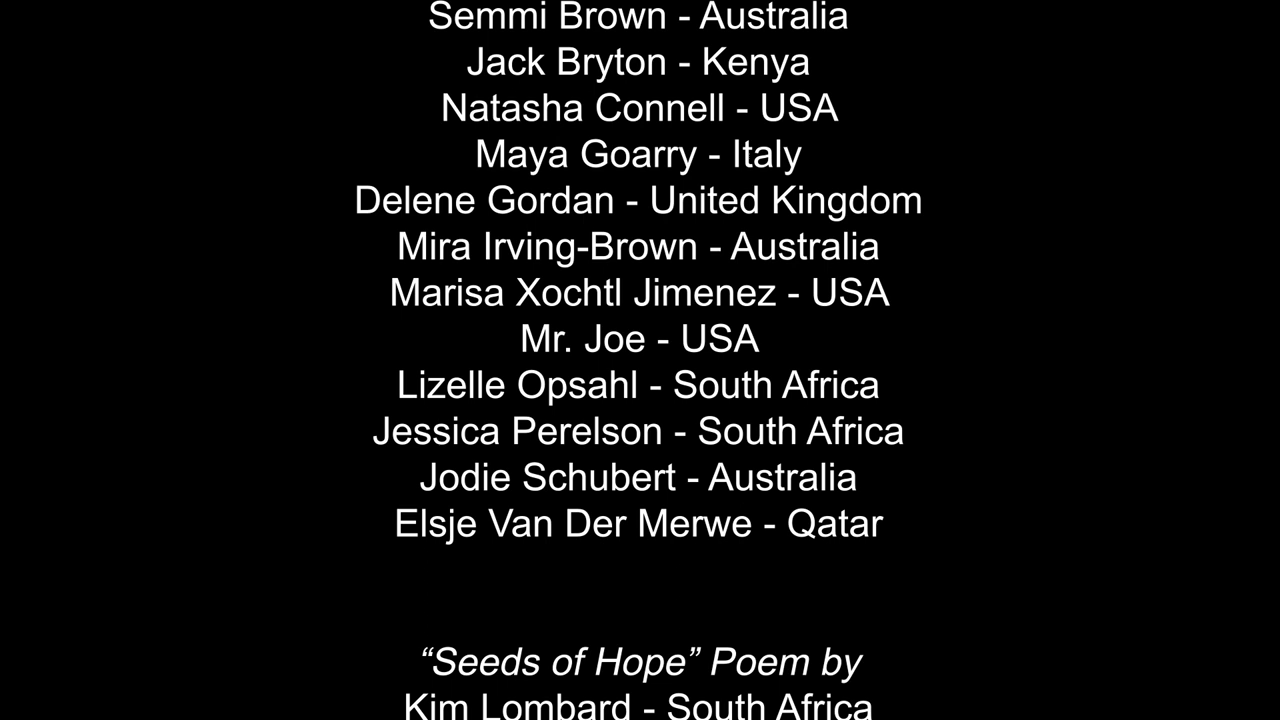 Semmi Brown - Australia
Jack Bryton - Kenya
Natasha Connell - USA
Maya Goarry - Italy
Delene Gordan - United Kingdom
Mira Irving-Brown - Australia
Marisa Xochtl Jimenez - USA
Mr. Joe - USA
Lizelle Opsahl - South Africa
Jessica Perelson - South Africa
Jodie Schubert - Australia
Elsje Van Der Merwe - Qatar
“Seeds of Hope” Poem by
Kim Lombard - South Africa